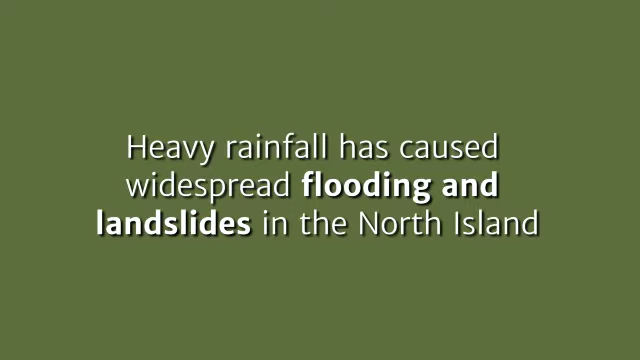 Heavy rainfall has caused
widespread flooding and
landslides in the North Island